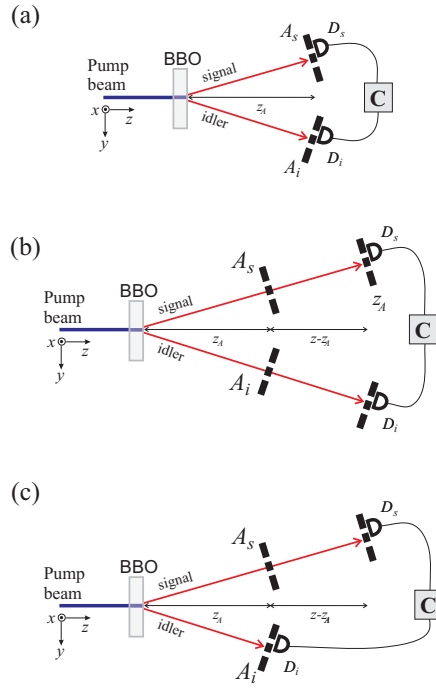 (a)
BBO
A_s
D_s
signal
Pump
beam
z_A
C
x
z
y
idler
A_i
D_i
(b)
BBO
A_s
D_s
signal
Pump
beam
z_A
z_A
z-z_A
C
x
z
y
idler
A_i
D_i
(c)
BBO
A_s
D_s
signal
Pump
beam
z_A
z-z_A
C
x
z
y
idler
A_i
D_i